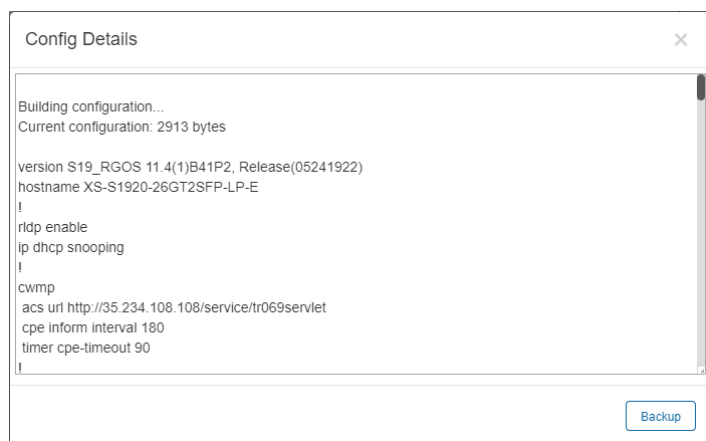 Config Details
×
Building configuration...
Current configuration: 2913 bytes
version S19_RGOS 11.4(1)B41P2, Release(05241922)
hostname XS-S1920-26GT2SFP-LP-E
!
rldp enable
ip dhcp snooping
!
cwmp
acs url http://35.234.108.108/service/tr069servlet
cpe inform interval 180
timer cpe-timeout 90
!
Backup